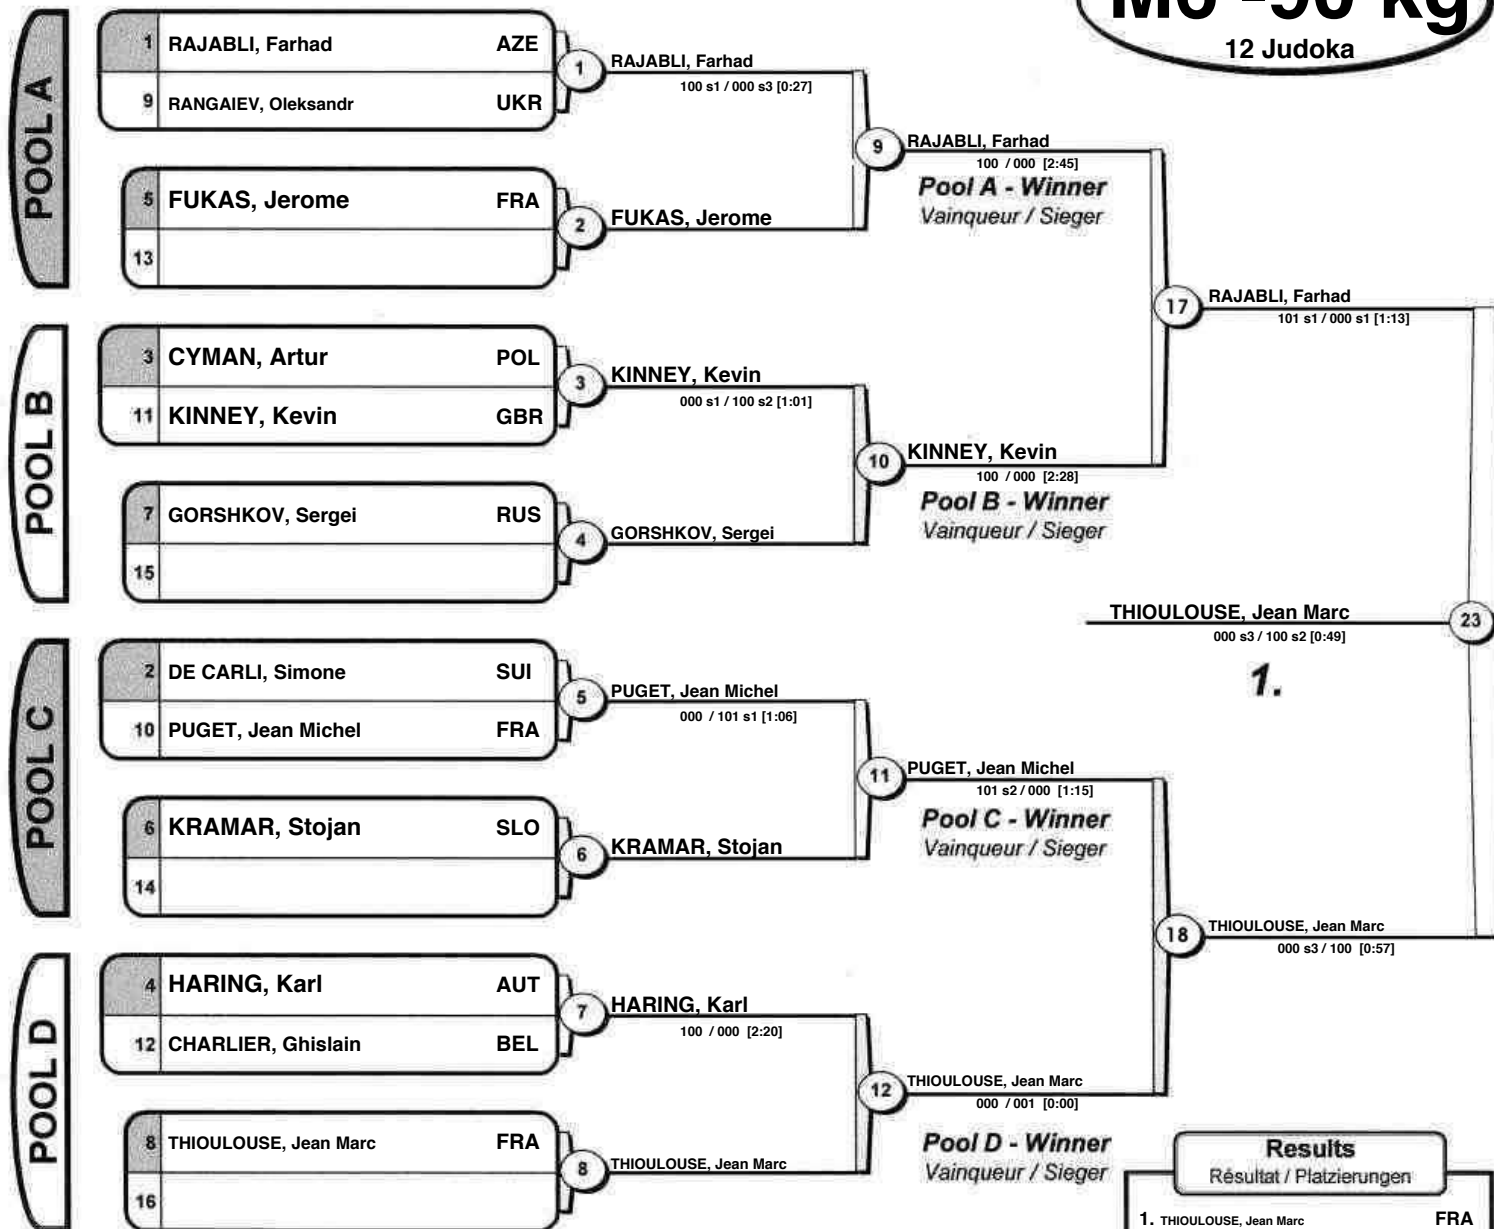 M6 -90 kg
12 Judoka
POOL A
1 RAJABLI, Farhad AZE
9 RANGAIEV, Oleksandr UKR
1
RAJABLI, Farhad
100 s1 / 000 s3 [0:27]
5 FUKAS, Jerome FRA
13
2
FUKAS, Jerome
9
RAJABLI, Farhad
100 / 000 [2:45]
Pool A - Winner
Vainqueur / Sieger
POOL B
3 CYMAN, Artur POL
11 KINNEY, Kevin GBR
3
KINNEY, Kevin
000 s1 / 100 s2 [1:01]
7 GORSHKOV, Sergei RUS
15
4
GORSHKOV, Sergei
10
KINNEY, Kevin
100 / 000 [2:28]
Pool B - Winner
Vainqueur / Sieger
17
RAJABLI, Farhad
101 s1 / 000 s1 [1:13]
THIOULOUSE, Jean Marc
000 s3 / 100 s2 [0:49]
1.
23
POOL C
2 DE CARLI, Simone SUI
10 PUGET, Jean Michel FRA
5
PUGET, Jean Michel
000 / 101 s1 [1:06]
6 KRAMAR, Stojan SLO
14
6
KRAMAR, Stojan
11
PUGET, Jean Michel
101 s2 / 000 [1:15]
Pool C - Winner
Vainqueur / Sieger
18
THIOULOUSE, Jean Marc
000 s3 / 100 [0:57]
POOL D
4 HARING, Karl AUT
12 CHARLIER, Ghislain BEL
7
HARING, Karl
100 / 000 [2:20]
8 THIOULOUSE, Jean Marc FRA
16
8
THIOULOUSE, Jean Marc
12
THIOULOUSE, Jean Marc
000 / 001 [0:00]
Pool D - Winner
Vainqueur / Sieger
Results
Résultat / Platzierungen
1. THIOULOUSE, Jean Marc FRA